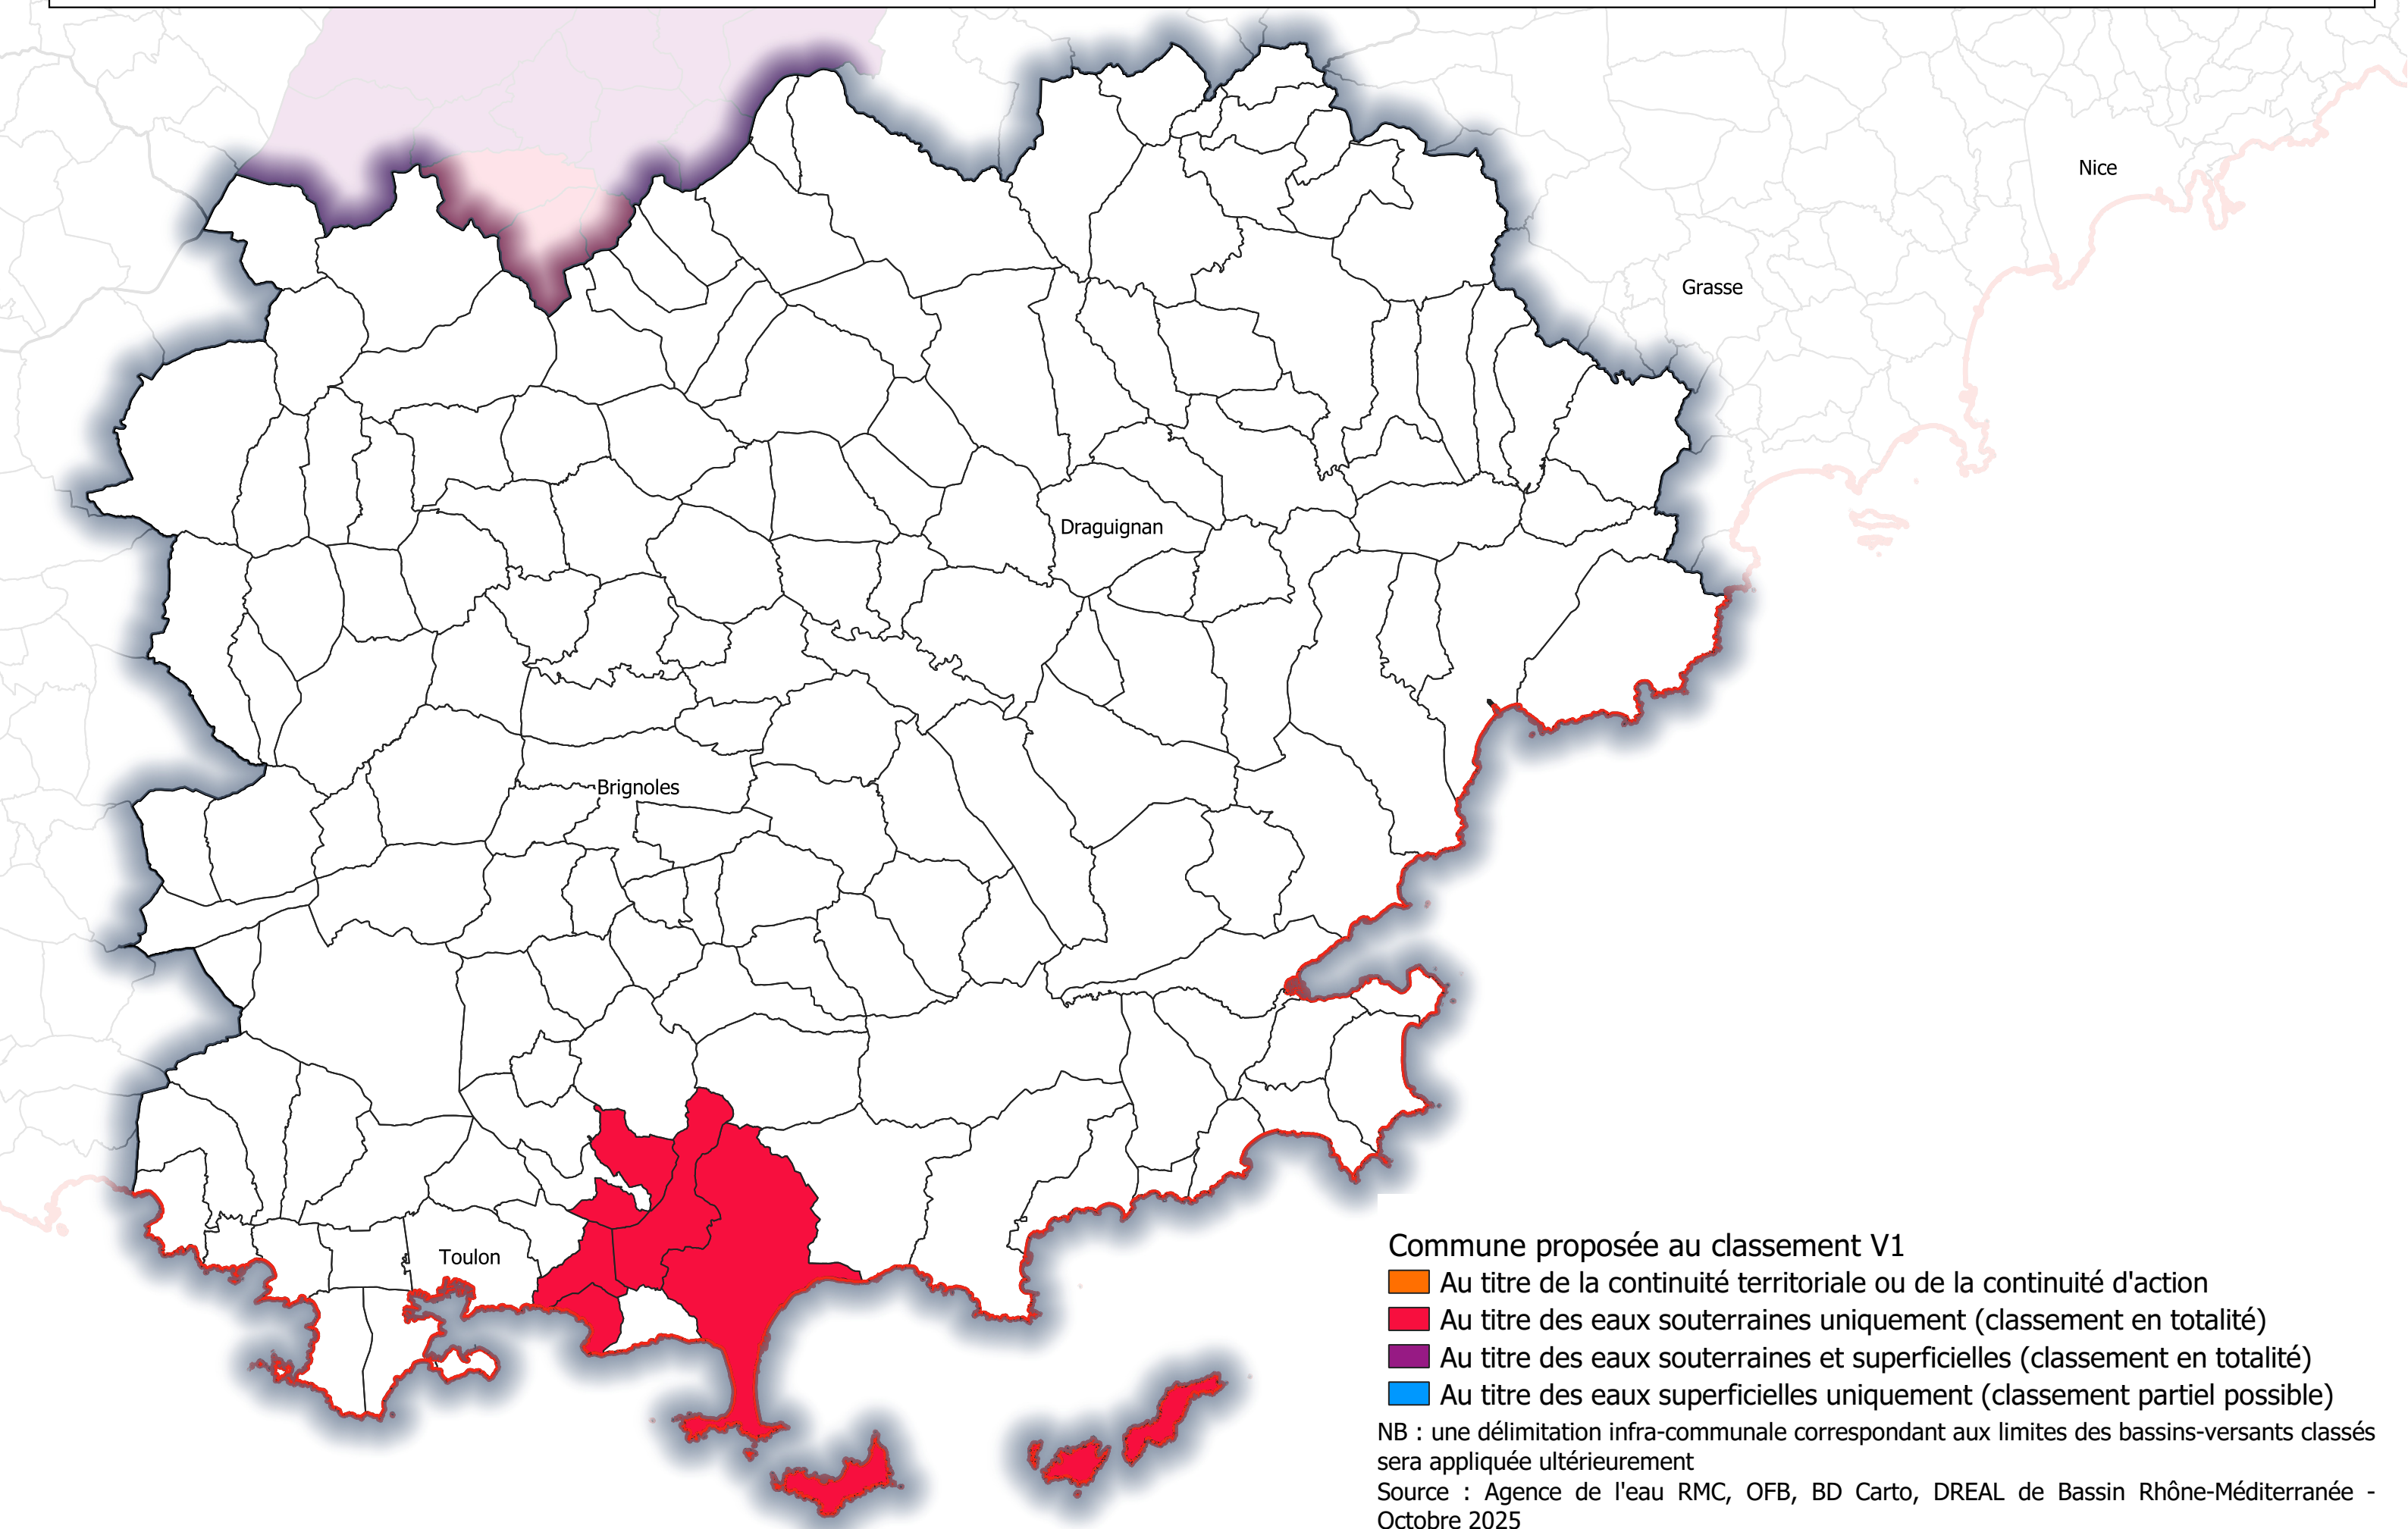 Nice
Grasse
Draguignan
Brignoles
Toulon
Commune proposée au classement V1
Au titre de la continuité territoriale ou de la continuité d'action
Au titre des eaux souterraines uniquement (classement en totalité)
Au titre des eaux souterraines et superficielles (classement en totalité)
Au titre des eaux superficielles uniquement (classement partiel possible)
NB : une délimitation infra-communale correspondant aux limites des bassins-versants classés
sera appliquée ultérieurement
Source : Agence de l'eau RMC, OFB, BD Carto, DREAL de Bassin Rhône-Méditerranée -
Octobre 2025